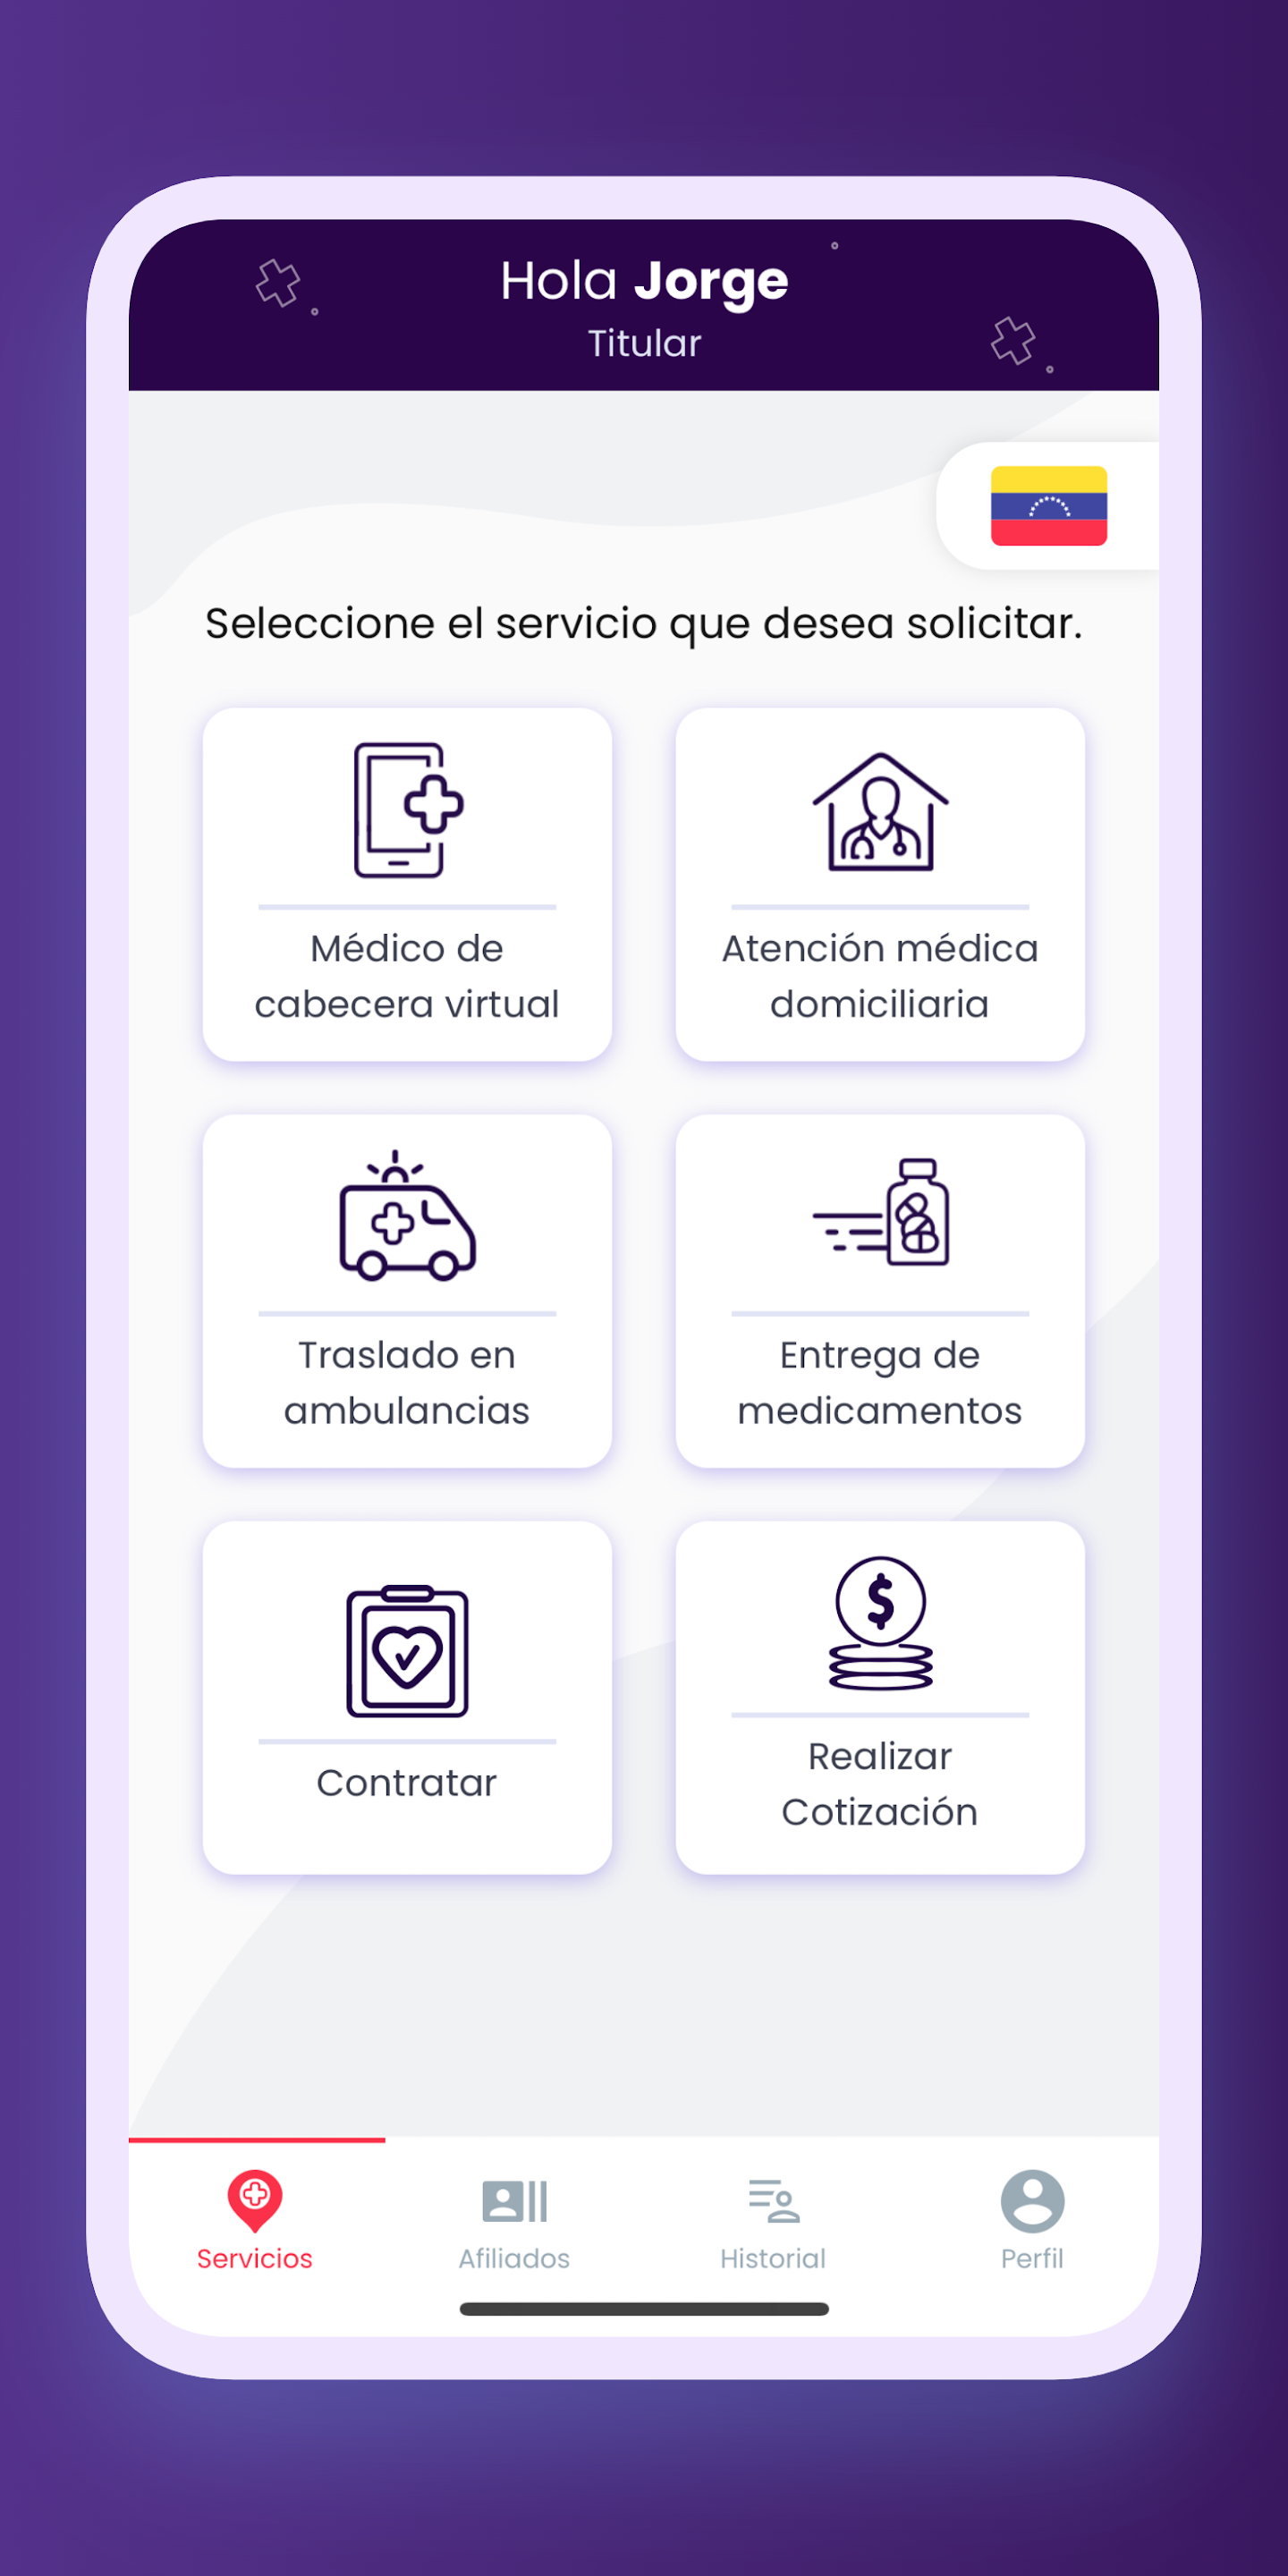 Hola Jorge
Titular
Seleccione el servicio que desea solicitar.
Médico de
cabecera virtual
Atención médica
domiciliaria
Traslado en
ambulancias
Entrega de
medicamentos
Contratar
Realizar
Cotización
Servicios
Afiliados
Historial
Perfil